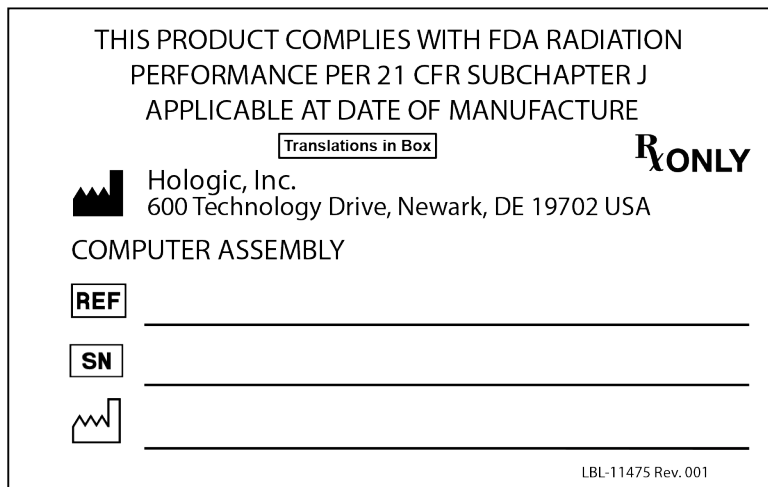 THIS PRODUCT COMPLIES WITH FDA RADIATION
PERFORMANCE PER 21 CFR SUBCHAPTER J
APPLICABLE AT DATE OF MANUFACTURE
Translations in Box
Rx ONLY
Hologic, Inc.
600 Technology Drive, Newark, DE 19702 USA
COMPUTER ASSEMBLY
REF
SN
LBL-11475 Rev. 001